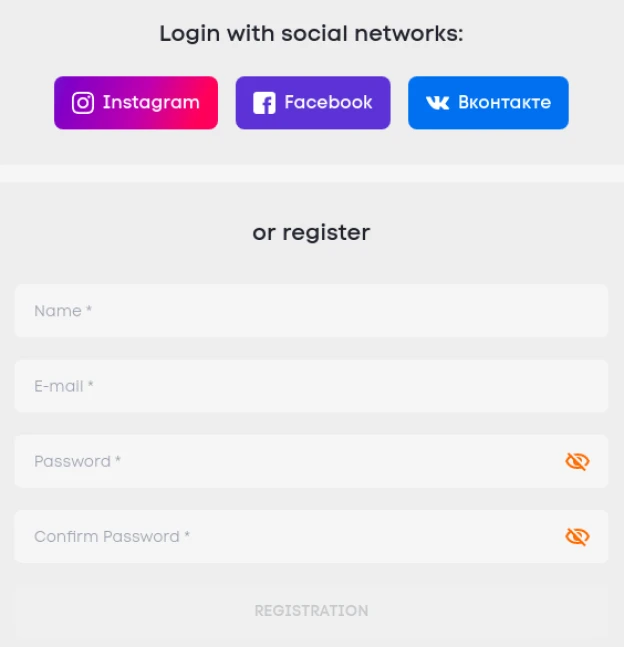 Login with social networks:
Instagram
Facebook
Вконтакте
or register
Name *
E-mail *
Password *
Confirm Password *
REGISTRATION